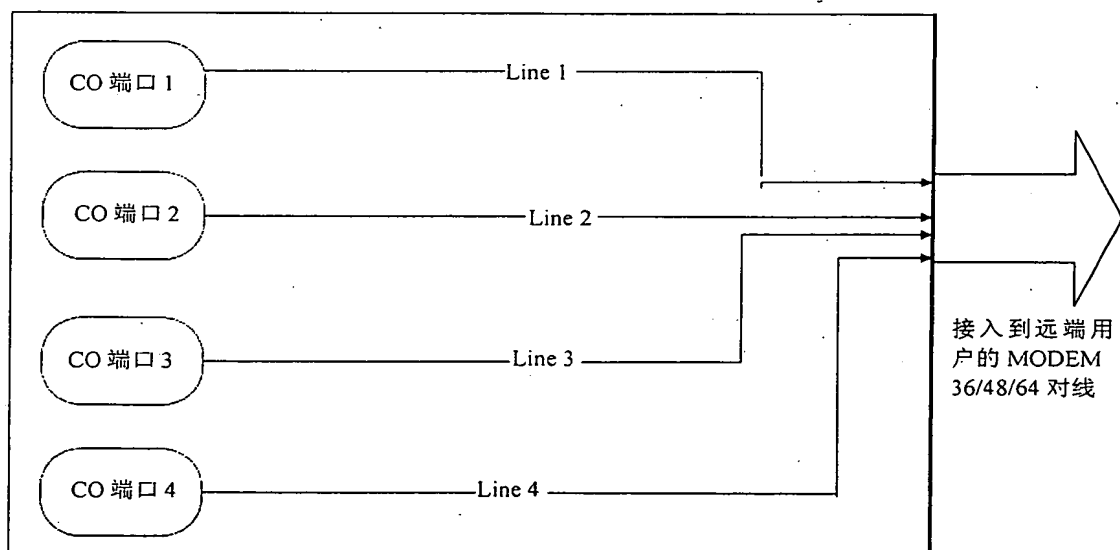 CO 端口 1
Line 1
CO 端口 2
Line 2
CO 端口 3
Line 3
CO 端口 4
Line 4
接入到远端用
户的 MODEM
36/48/64 对线